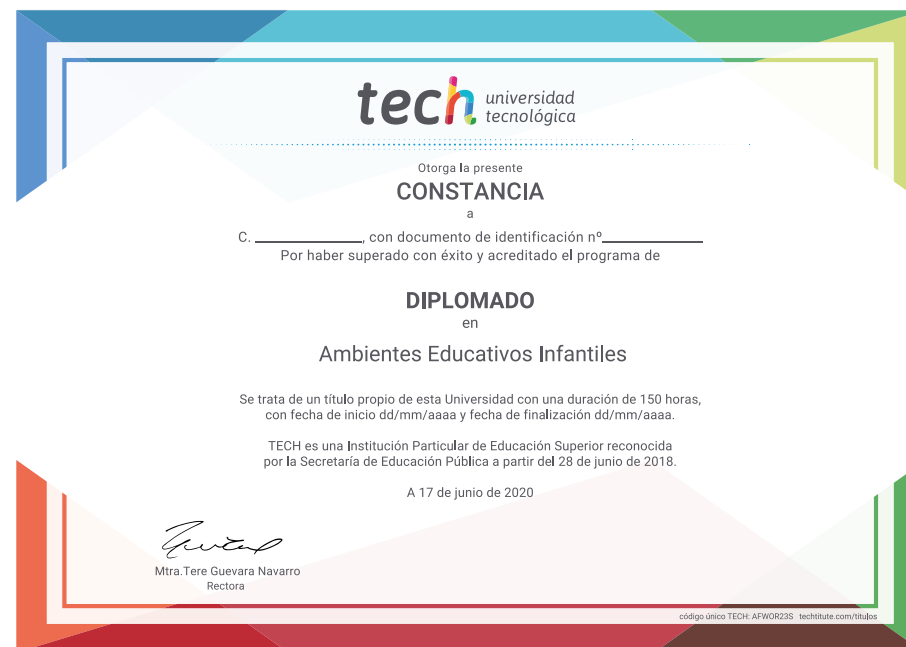 tech universidad
tecnológica
Otorga la presente
CONSTANCIA
a
C. ______________, con documento de identificación nº_____________
Por haber superado con éxito y acreditado el programa de
DIPLOMADO
en
Ambientes Educativos Infantiles
Se trata de un título propio de esta Universidad con una duración de 150 horas,
con fecha de inicio dd/mm/aaaa y fecha de finalización dd/mm/aaaa.
TECH es una Institución Particular de Educación Superior reconocida
por la Secretaría de Educación Pública a partir del 28 de junio de 2018.
A 17 de junio de 2020
Mtra.Tere Guevara Navarro
Rectora
código único TECH: AFWOR23S techtitute.com/titulos